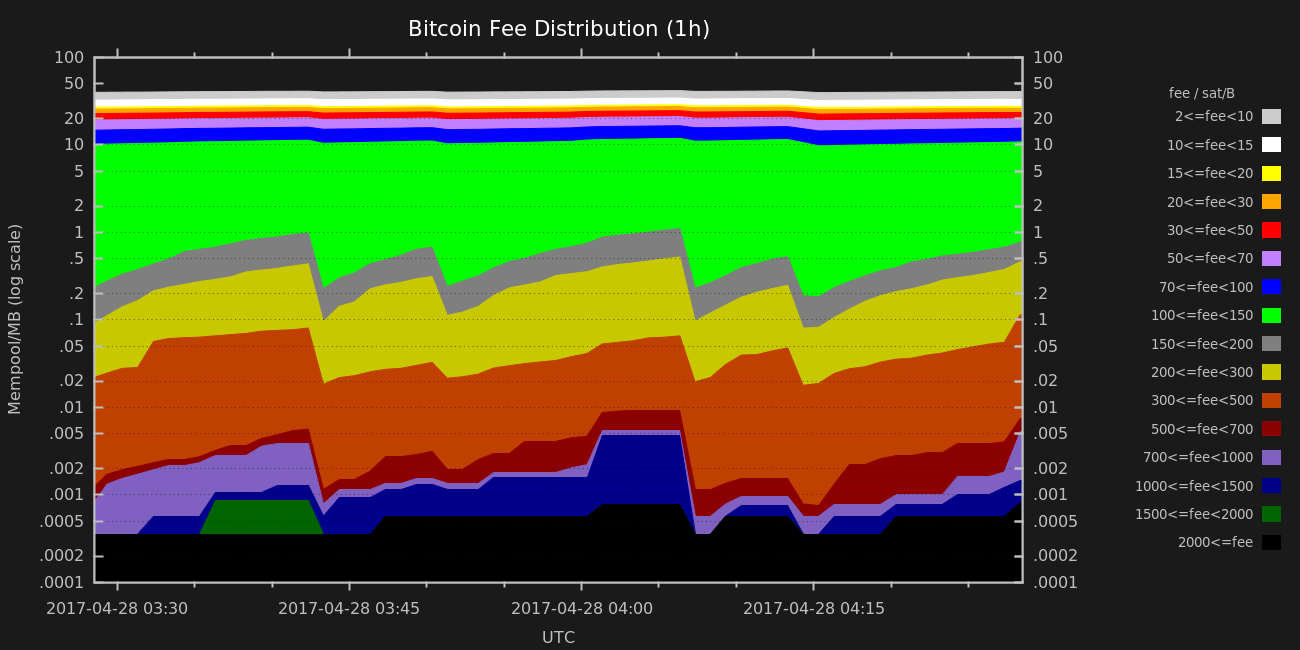 Bitcoin Fee Distribution (1h)
100 100
50 50
20 20
10 10
5 5
2 2
1 1
.5 .5
.2 .2
.1 .1
.05 .05
.02 .02
.01 .01
.005 .005
.002 .002
.001 .001
.0005 .0005
.0002 .0002
.0001 .0001
Mempool/MB (log scale)
2017-04-28 03:30 2017-04-28 03:45 2017-04-28 04:00 2017-04-28 04:15
UTC
fee / sat/B
2<=fee<10
10<=fee<15
15<=fee<20
20<=fee<30
30<=fee<50
50<=fee<70
70<=fee<100
100<=fee<150
150<=fee<200
200<=fee<300
300<=fee<500
500<=fee<700
700<=fee<1000
1000<=fee<1500
1500<=fee<2000
2000<=fee